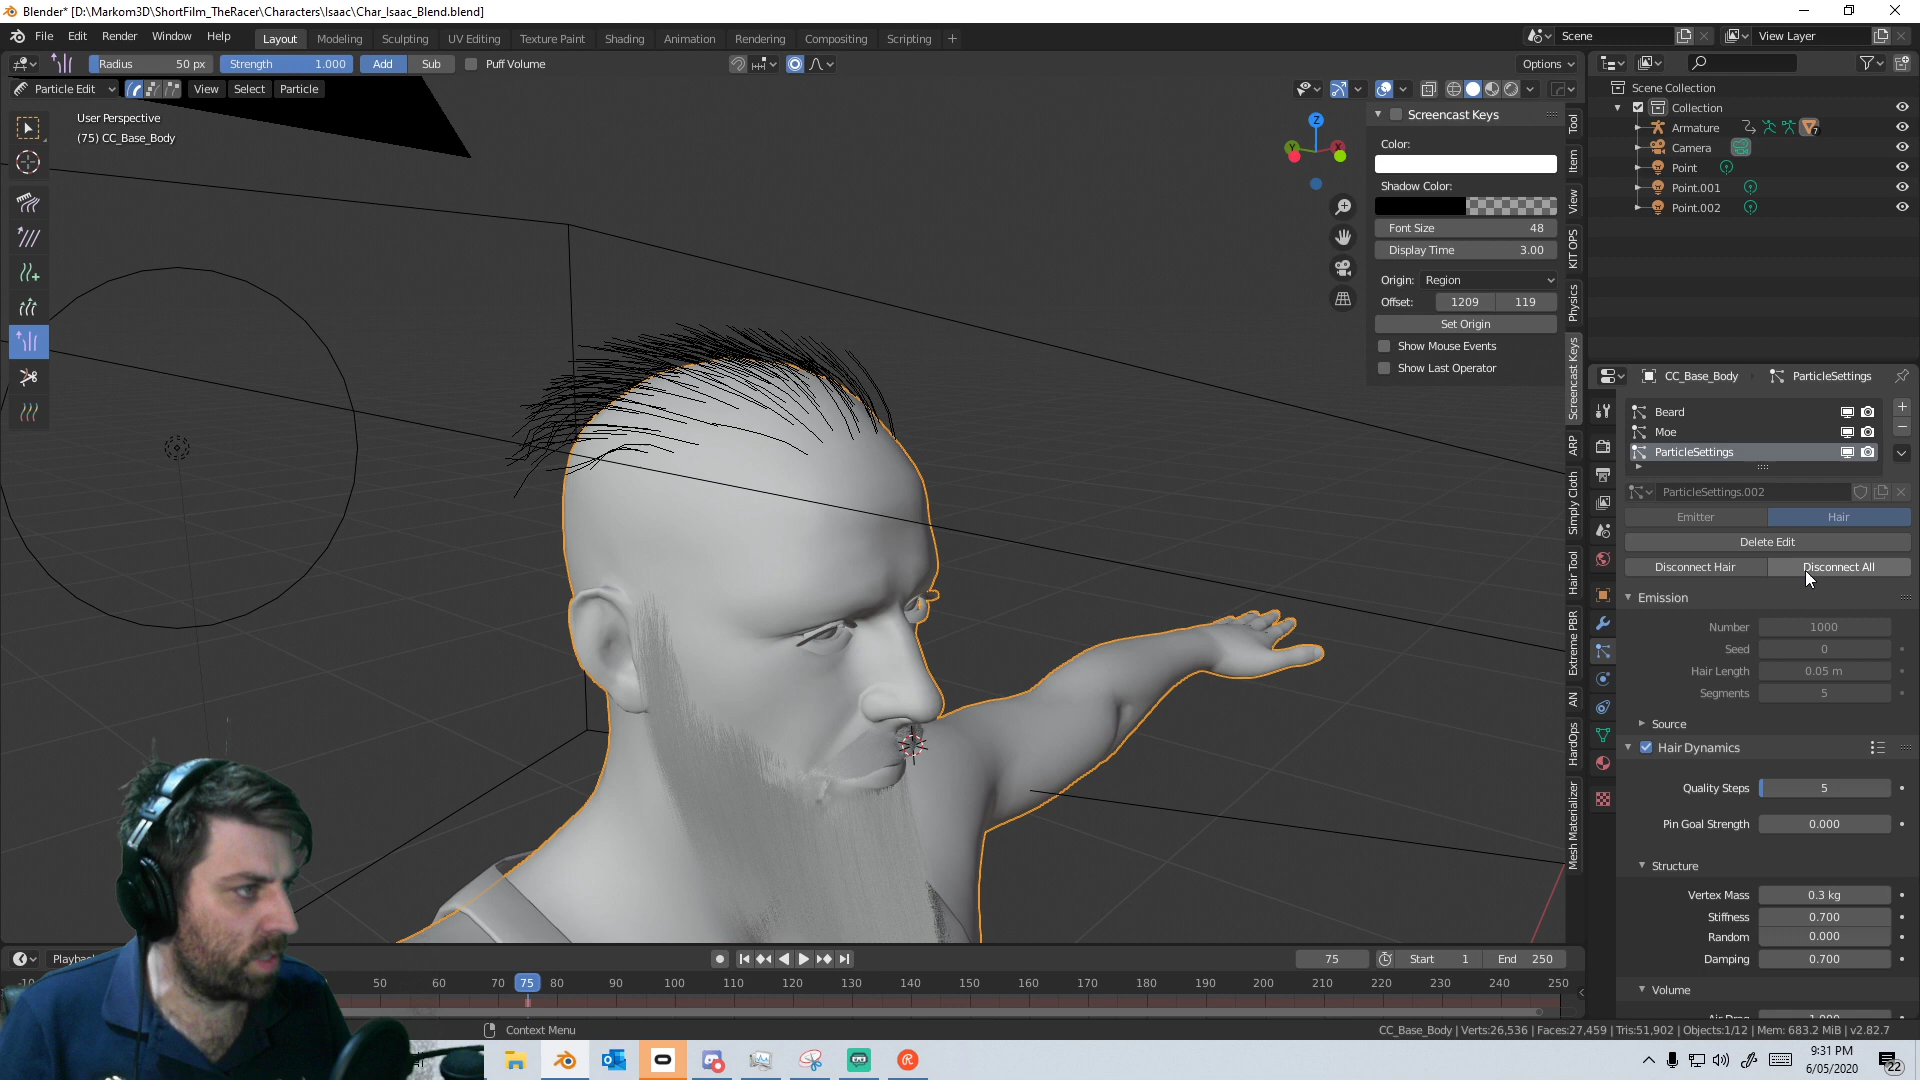 Blender* [D:\Markom3D\ShortFilm_TheRacer\Characters\Isaac\Char_Isaac_Blend.blend]
File Edit Render Window Help Layout Modeling Sculpting UV Editing Texture Paint Shading Animation Rendering Compositing Scripting + Scene View Layer
Radius 50 px Strength 1.000 Add Sub Puff Volume Options
Particle Edit View Select Particle
User Perspective
(75) CC_Base_Body
Screencast Keys
Color:
Shadow Color:
Font Size 48
Display Time 3.00
Origin: Region
Offset: 1209 119
Set Origin
Show Mouse Events
Show Last Operator
Z
Y
X
Tool
Item
View
KIT OPS
Physics
Screencast Keys
ARP
Simply Cloth
Hair Tool
Extreme PBR
AN
HardOps
Mesh Materializer
Scene Collection
Collection
Armature 7
Camera
Point
Point.001
Point.002
CC_Base_Body ParticleSettings
Beard
Moe
ParticleSettings
ParticleSettings.002
Emitter Hair
Delete Edit
Disconnect Hair Disconnect All
Emission
Number 1000
Seed 0
Hair Length 0.05 m
Segments 5
Source
Hair Dynamics
Quality Steps 5
Pin Goal Strength 0.000
Structure
Vertex Mass 0.3 kg
Stiffness 0.700
Random 0.000
Damping 0.700
Volume
75 Start 1 End 250
50 60 70 75 80 90 100 110 120 130 140 150 160 170 180 190 200 210 220 230 240 250
Context Menu
CC_Base_Body | Verts:26,536 | Faces:27,459 | Tris:51,902 | Objects:1/12 | Mem: 683.2 MiB | v2.82.7
9:31 PM
6/05/2020
22